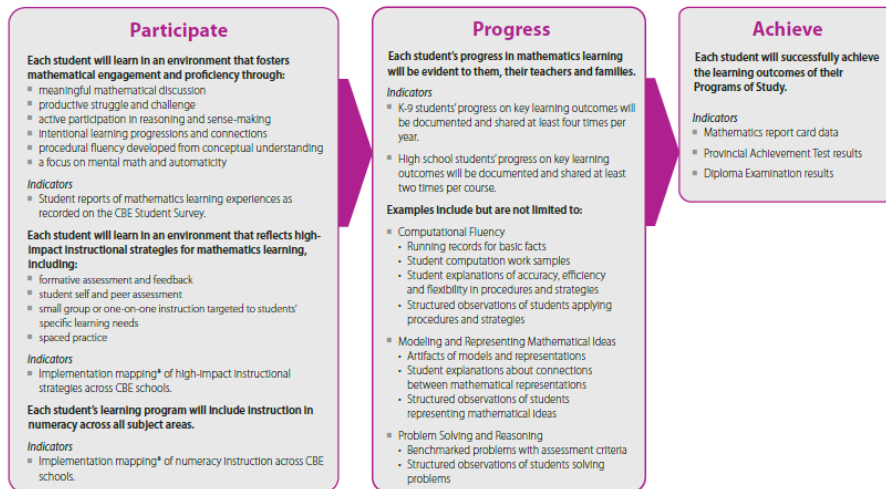 Participate
Each student will learn in an environment that fosters
mathematical engagement and proficiency through:
meaningful mathematical discussion
productive struggle and challenge
active participation in reasoning and sense-making
intentional learning progressions and connections
procedural fluency developed from conceptual understanding
a focus on mental math and automaticity
Indicators
Student reports of mathematics learning experiences as
recorded on the CBE Student Survey.
Each student will learn in an environment that reflects high-
impact instructional strategies for mathematics learning,
including:
formative assessment and feedback
student self and peer assessment
small group or one-on-one instruction targeted to students'
specific learning needs
spaced practice
Indicators
Implementation mapping* of high-impact instructional
strategies across CBE schools.
Each student's learning program will include instruction in
numeracy across all subject areas.
Indicators
Implementation mapping* of numeracy instruction across CBE
schools.
Progress
Each student's progress in mathematics learning
will be evident to them, their teachers and families.
Indicators
K-9 students' progress on key learning outcomes will
be documented and shared at least four times per
year.
High school students' progress on key learning
outcomes will be documented and shared at least
two times per course.
Examples include but are not limited to:
Computational Fluency
• Running records for basic facts
• Student computation work samples
• Student explanations of accuracy, efficiency
and flexibility in procedures and strategies
• Structured observations of students applying
procedures and strategies
Modeling and Representing Mathematical Ideas
• Artifacts of models and representations
• Student explanations about connections
between mathematical representations
• Structured observations of students
representing mathematical ideas
Problem Solving and Reasoning
• Benchmarked problems with assessment criteria
• Structured observations of students solving
problems
Achieve
Each student will successfully achieve
the learning outcomes of their
Programs of Study.
Indicators
Mathematics report card data
Provincial Achievement Test results
Diploma Examination results